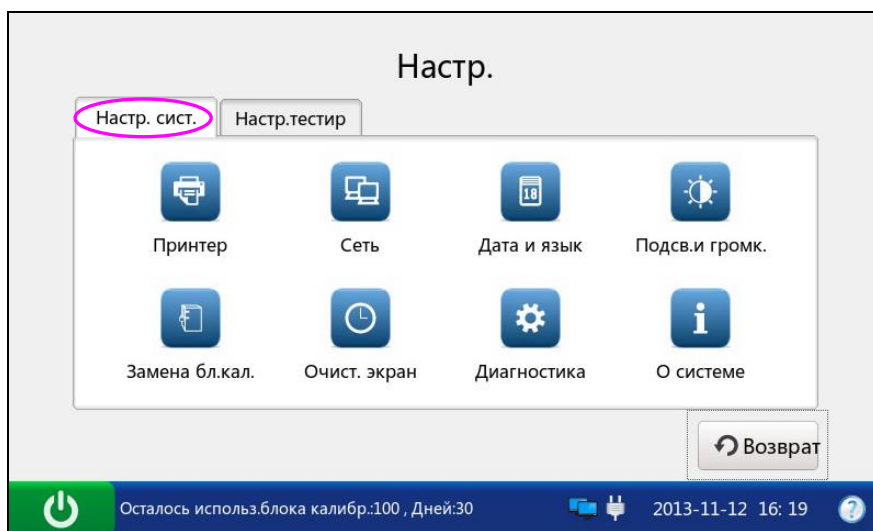 Настр.
Настр. сист. Настр.тестир
18
Принтер Сеть Дата и язык Подсв.и громк.
Замена бл.кал. Очист. экран Диагностика О системе
Возврат
Осталось использ.блока калибр.:100 , Дней:30 2013-11-12 16: 19 ?